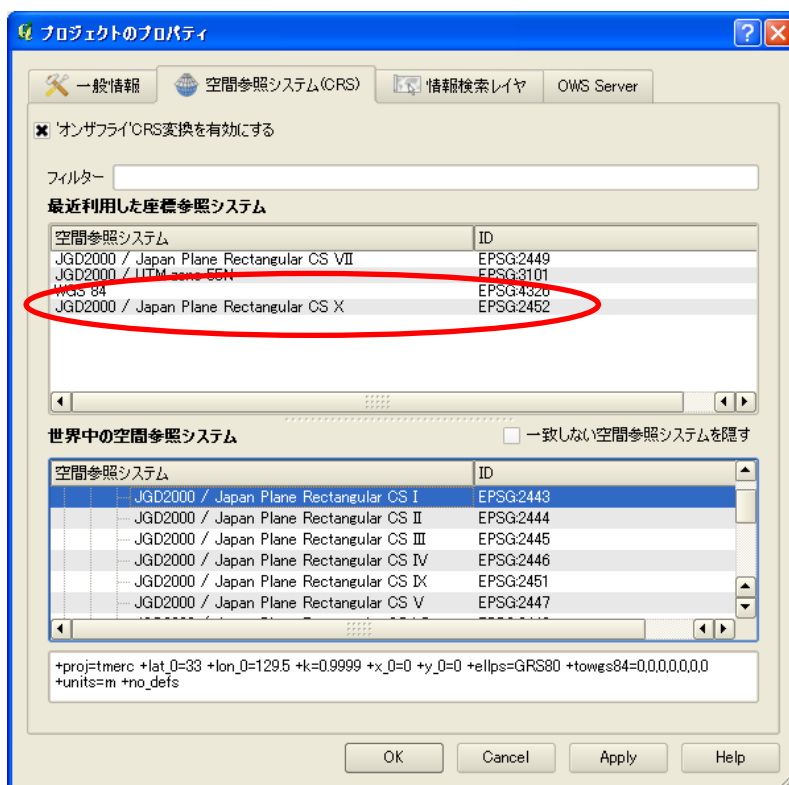 プロジェクトのプロパティ
一般情報 空間参照システム(CRS) 情報検索レイヤ OWS Server
'オンザフライ'CRS変換を有効にする
フィルター
最近利用した座標参照システム
空間参照システム ID
JGD2000 / Japan Plane Rectangular CS VII EPSG:2449
JGD2000 / UTM zone 55N EPSG:3101
WGS 84 EPSG:4326
JGD2000 / Japan Plane Rectangular CS X EPSG:2452
世界中の空間参照システム 一致しない空間参照システムを隠す
空間参照システム ID
JGD2000 / Japan Plane Rectangular CS I EPSG:2443
JGD2000 / Japan Plane Rectangular CS II EPSG:2444
JGD2000 / Japan Plane Rectangular CS III EPSG:2445
JGD2000 / Japan Plane Rectangular CS IV EPSG:2446
JGD2000 / Japan Plane Rectangular CS IX EPSG:2451
JGD2000 / Japan Plane Rectangular CS V EPSG:2447
+proj=tmerc +lat_0=33 +lon_0=129.5 +k=0.9999 +x_0=0 +y_0=0 +ellps=GRS80 +towgs84=0,0,0,0,0,0,0
+units=m +no_defs
OK Cancel Apply Help